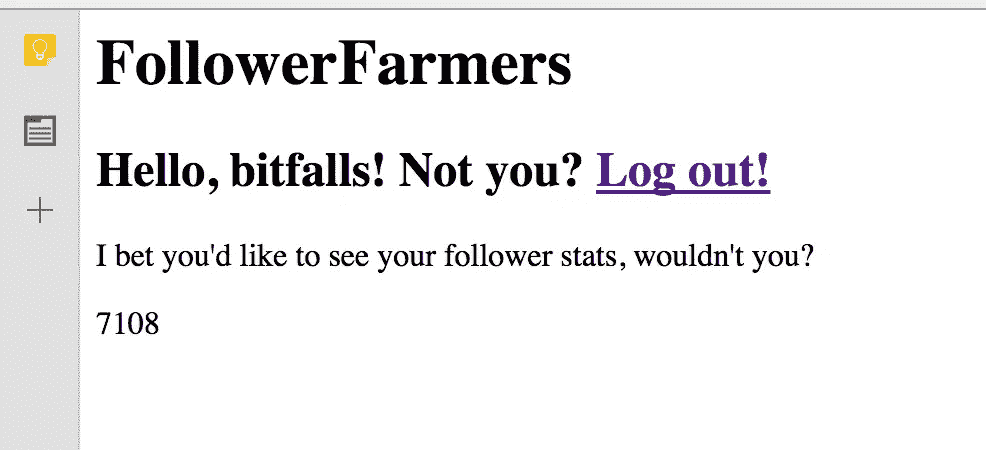 FollowerFarmers
Hello, bitfalls! Not you? Log out!
I bet you'd like to see your follower stats, wouldn't you?
7108